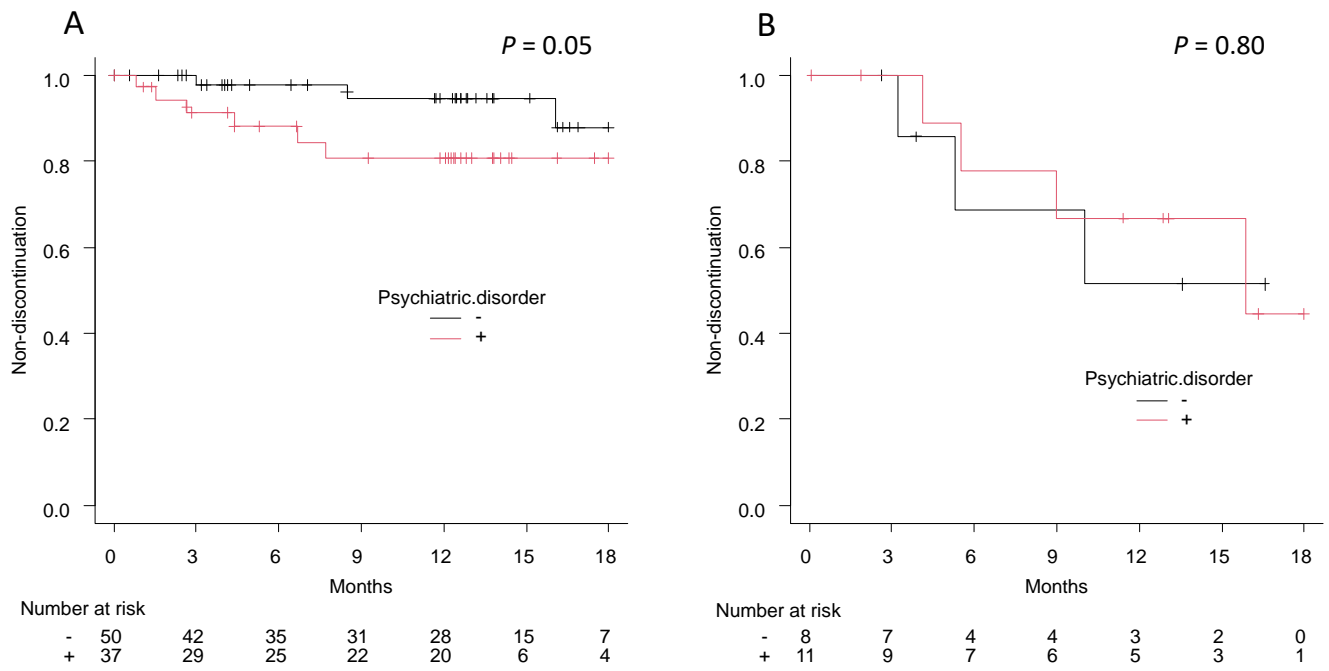 A
P = 0.05
1.0
0.8
0.6
0.4
0.2
0.0
Non-discontinuation
Psychiatric.disorder
-
+
0 3 6 9 12 15 18
Months
Number at risk
- 50 42 35 31 28 15 7
+ 37 29 25 22 20 6 4
B
P = 0.80
1.0
0.8
0.6
0.4
0.2
0.0
Non-discontinuation
Psychiatric.disorder
-
+
0 3 6 9 12 15 18
Months
Number at risk
- 8 7 4 4 3 2 0
+ 11 9 7 6 5 3 1